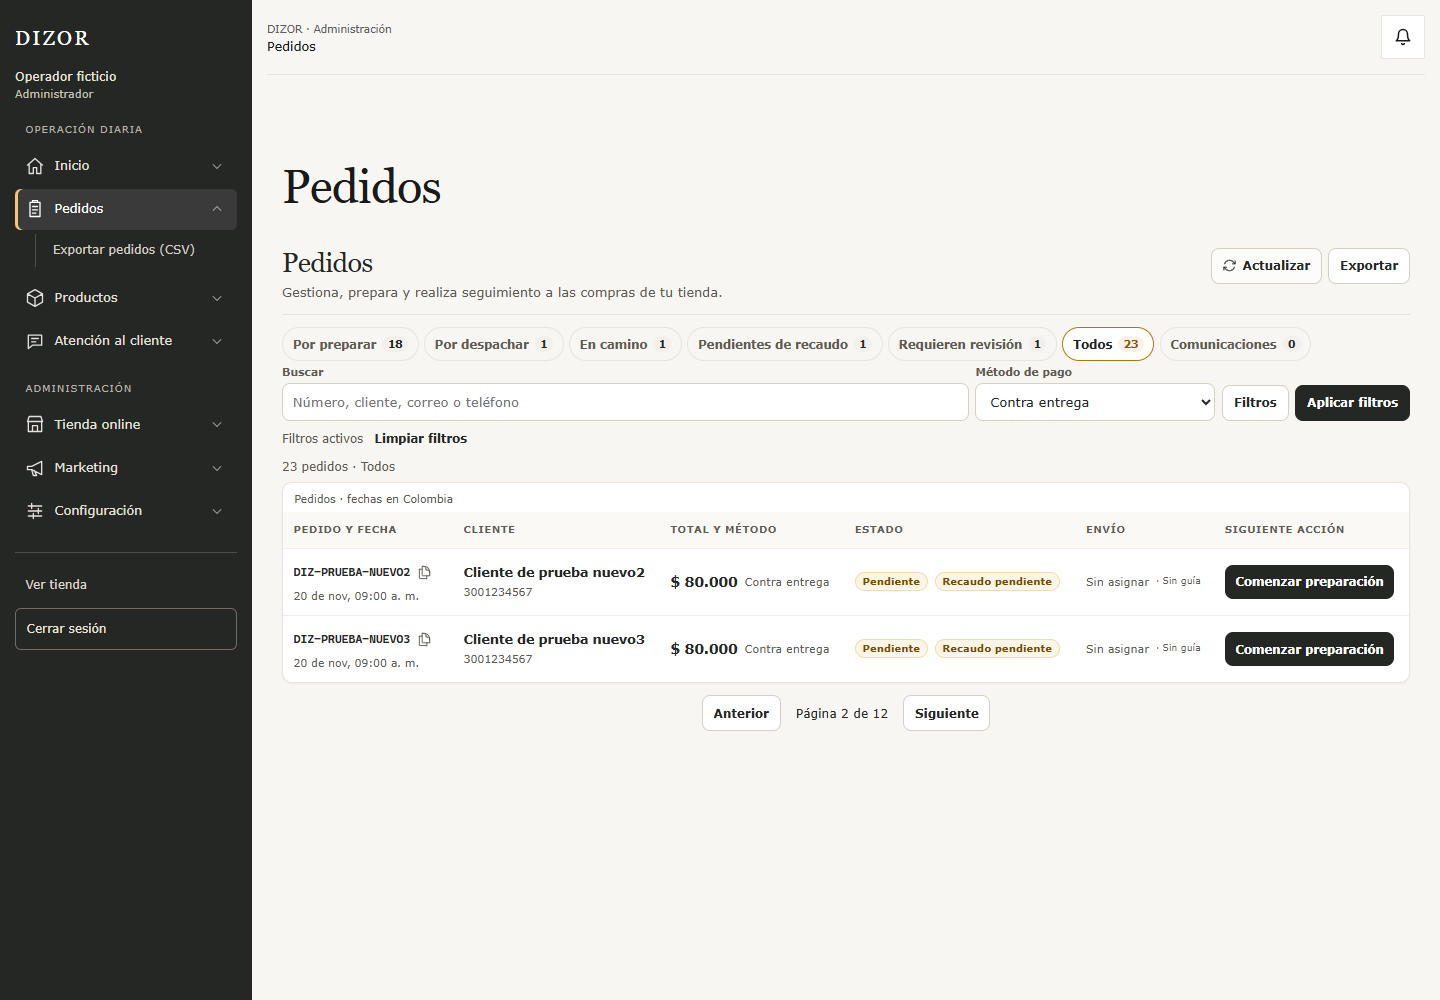 DIZOR
Operador ficticio
Administrador
OPERACIÓN DIARIA
Inicio
Pedidos
Exportar pedidos (CSV)
Productos
Atención al cliente
ADMINISTRACIÓN
Tienda online
Marketing
Configuración
Ver tienda
Cerrar sesión
DIZOR · Administración
Pedidos
Pedidos
Pedidos
Gestiona, prepara y realiza seguimiento a las compras de tu tienda.
Actualizar Exportar
Por preparar 18 Por despachar 1 En camino 1 Pendientes de recaudo 1 Requieren revisión 1 Todos 23 Comunicaciones 0
Buscar Método de pago
Número, cliente, correo o teléfono Contra entrega Filtros Aplicar filtros
Filtros activos Limpiar filtros
23 pedidos · Todos
Pedidos · fechas en Colombia
PEDIDO Y FECHA CLIENTE TOTAL Y MÉTODO ESTADO ENVÍO SIGUIENTE ACCIÓN
DIZ-PRUEBA-NUEVO2 Cliente de prueba nuevo2
$ 80.000 Contra entrega Pendiente Recaudo pendiente Sin asignar · Sin guía Comenzar preparación
20 de nov, 09:00 a. m. 3001234567
DIZ-PRUEBA-NUEVO3 Cliente de prueba nuevo3
$ 80.000 Contra entrega Pendiente Recaudo pendiente Sin asignar · Sin guía Comenzar preparación
20 de nov, 09:00 a. m. 3001234567
Anterior Página 2 de 12 Siguiente